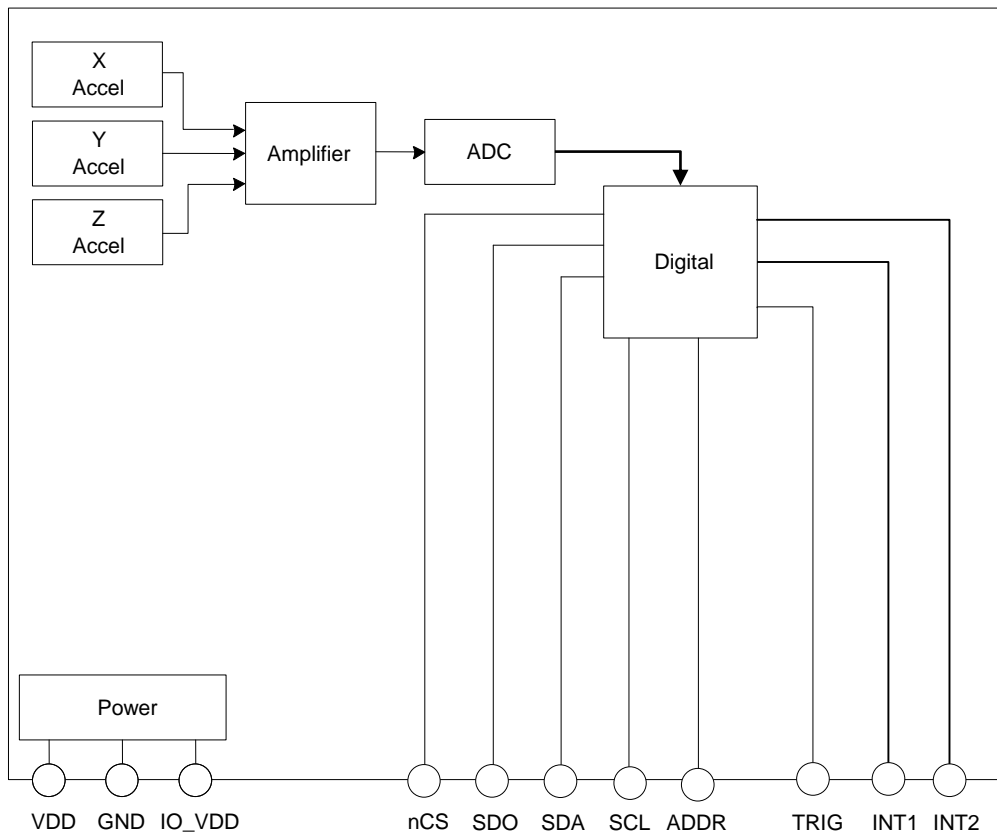 X
Accel
Y
Accel
Z
Accel
Amplifier
ADC
Digital
Power
VDD GND IO_VDD nCS SDO SDA SCL ADDR TRIG INT1 INT2